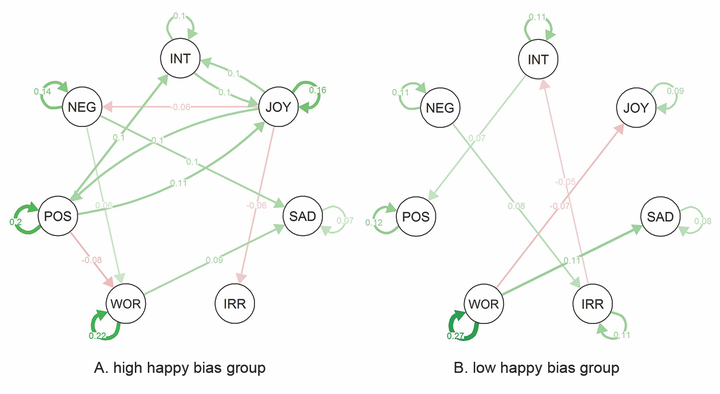 0.1
0.11
INT
INT
0.1
0.14
0.1
0.16
0.11
0.09
NEG
-0.06
JOY
NEG
JOY
0.1
0.1
0.07
0.1
0.11
0.06
-0.06
0.08
-0.05
-0.07
0.2
POS
SAD
0.07
0.12
POS
SAD
0.08
-0.08
0.09
0.11
WOR
IRR
WOR
IRR
0.22
0.27
0.11
A. high happy bias group
B. low happy bias group